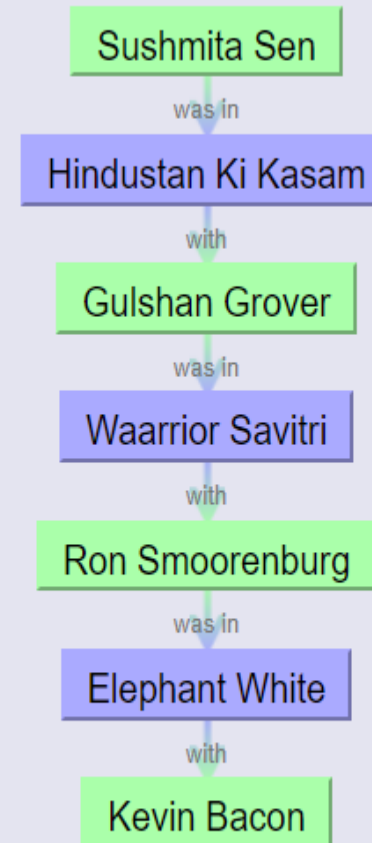 Sushmita Sen
was in
Hindustan Ki Kasam
with
Gulshan Grover
was in
Waarrior Savitri
with
Ron Smoorenburg
was in
Elephant White
with
Kevin Bacon